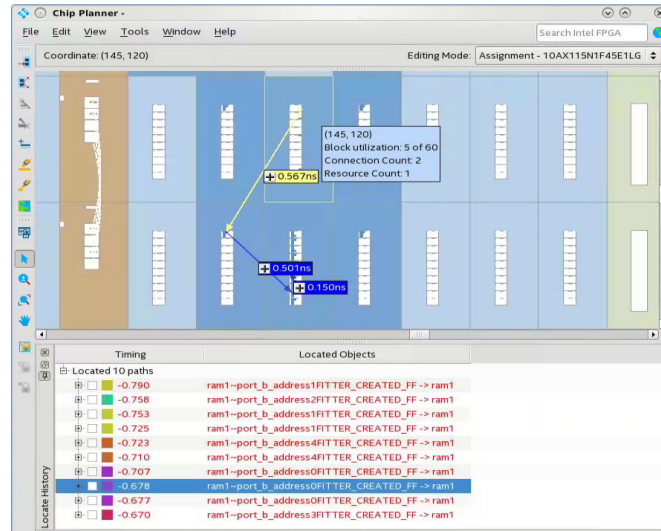 Chip Planner -
File Edit View Tools Window Help
Search Intel FPGA
Coordinate: (145, 120)
Editing Mode: Assignment - 10AX115N1F45E1LG
(145, 120)
Block utilization: 5 of 60
Connection Count: 2
Resource Count: 1
0.567ns
0.501ns
0.150ns
Locate History
Timing Located Objects
Located 10 paths
-0.790 ram1~port_b_address1FITTER_CREATED_FF -> ram1
-0.758 ram1~port_b_address2FITTER_CREATED_FF -> ram1
-0.753 ram1~port_b_address1FITTER_CREATED_FF -> ram1
-0.725 ram1~port_b_address1FITTER_CREATED_FF -> ram1
-0.723 ram1~port_b_address4FITTER_CREATED_FF -> ram1
-0.710 ram1~port_b_address4FITTER_CREATED_FF -> ram1
-0.707 ram1~port_b_address0FITTER_CREATED_FF -> ram1
-0.678 ram1~port_b_address0FITTER_CREATED_FF -> ram1
-0.677 ram1~port_b_address0FITTER_CREATED_FF -> ram1
-0.670 ram1~port_b_address3FITTER_CREATED_FF -> ram1